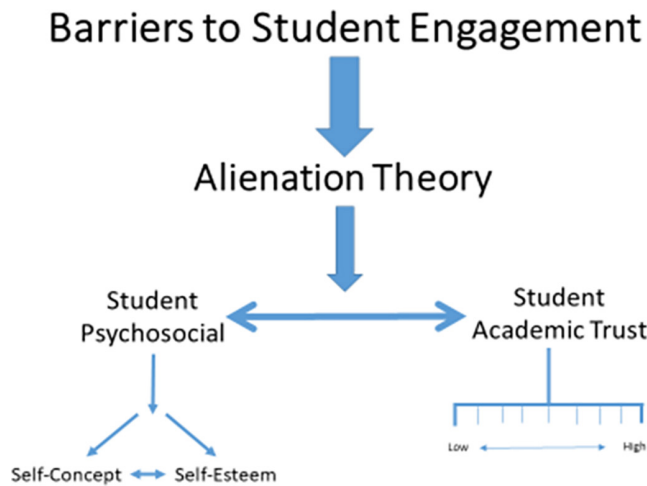 Barriers to Student Engagement
Alienation Theory
Student
Psychosocial
Student
Academic Trust
Low
High
Self-Concept
Self-Esteem